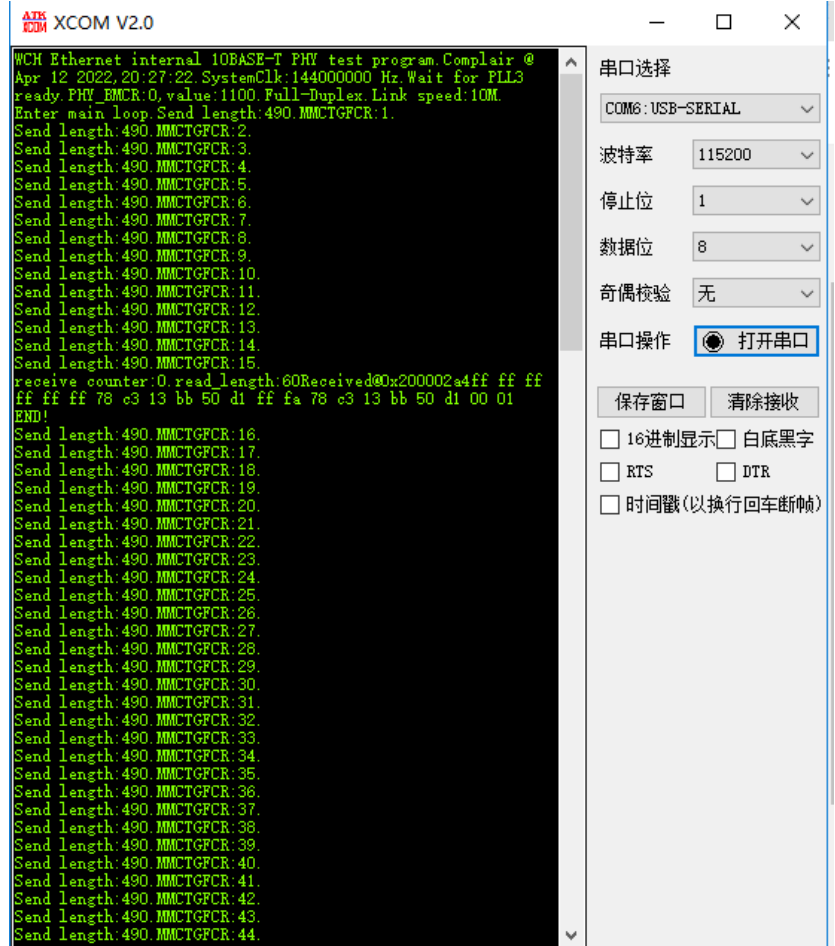 ATK
XCOM
XCOM V2.0
WCH Ethernet internal 10BASE-T PHY test program.Complair @
Apr 12 2022,20:27:22.SystemClk:144000000 Hz.Wait for PLL3
ready.PHY_BMCR:0,value:1100.Full-Duplex.Link speed:10M.
Enter main loop.Send length:490.MMCTGFCR:1.
Send length:490.MMCTGFCR:2.
Send length:490.MMCTGFCR:3.
Send length:490.MMCTGFCR:4.
Send length:490.MMCTGFCR:5.
Send length:490.MMCTGFCR:6.
Send length:490.MMCTGFCR:7.
Send length:490.MMCTGFCR:8.
Send length:490.MMCTGFCR:9.
Send length:490.MMCTGFCR:10.
Send length:490.MMCTGFCR:11.
Send length:490.MMCTGFCR:12.
Send length:490.MMCTGFCR:13.
Send length:490.MMCTGFCR:14.
Send length:490.MMCTGFCR:15.
receive counter:0.read_length:60Received@0x200002a4ff ff ff
ff ff ff 78 c3 13 bb 50 d1 ff fa 78 c3 13 bb 50 d1 00 01
END!
Send length:490.MMCTGFCR:16.
Send length:490.MMCTGFCR:17.
Send length:490.MMCTGFCR:18.
Send length:490.MMCTGFCR:19.
Send length:490.MMCTGFCR:20.
Send length:490.MMCTGFCR:21.
Send length:490.MMCTGFCR:22.
Send length:490.MMCTGFCR:23.
Send length:490.MMCTGFCR:24.
Send length:490.MMCTGFCR:25.
Send length:490.MMCTGFCR:26.
Send length:490.MMCTGFCR:27.
Send length:490.MMCTGFCR:28.
Send length:490.MMCTGFCR:29.
Send length:490.MMCTGFCR:30.
Send length:490.MMCTGFCR:31.
Send length:490.MMCTGFCR:32.
Send length:490.MMCTGFCR:33.
Send length:490.MMCTGFCR:34.
Send length:490.MMCTGFCR:35.
Send length:490.MMCTGFCR:36.
Send length:490.MMCTGFCR:37.
Send length:490.MMCTGFCR:38.
Send length:490.MMCTGFCR:39.
Send length:490.MMCTGFCR:40.
Send length:490.MMCTGFCR:41.
Send length:490.MMCTGFCR:42.
Send length:490.MMCTGFCR:43.
Send length:490.MMCTGFCR:44.
串口选择
COM6:USB-SERIAL
波特率 115200
停止位 1
数据位 8
奇偶校验 无
串口操作 打开串口
保存窗口 清除接收
16进制显示 白底黑字
RTS DTR
时间戳(以换行回车断帧)